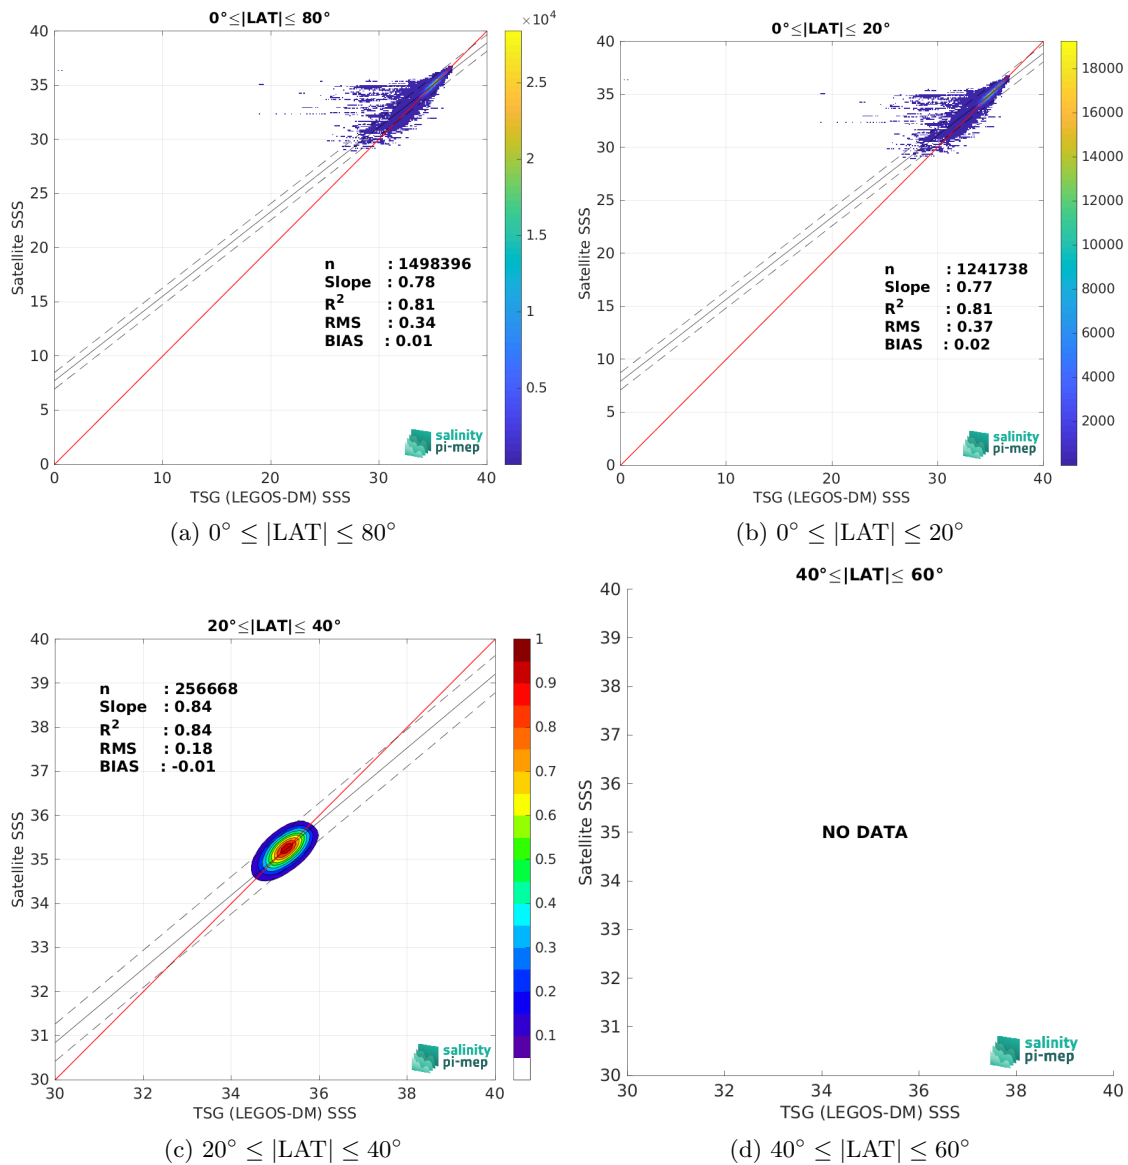 0°≤|LAT|≤ 80°
×10⁴
40
35
30
25
20
15
10
5
0
Satellite SSS
n : 1498396
Slope : 0.78
R² : 0.81
RMS : 0.34
BIAS : 0.01
salinity
pi-mep
0 10 20 30 40
TSG (LEGOS-DM) SSS
2.5
2
1.5
1
0.5
(a) 0° ≤ |LAT| ≤ 80°
0°≤|LAT|≤ 20°
40
35
30
25
20
15
10
5
0
Satellite SSS
n : 1241738
Slope : 0.77
R² : 0.81
RMS : 0.37
BIAS : 0.02
salinity
pi-mep
0 10 20 30 40
TSG (LEGOS-DM) SSS
18000
16000
14000
12000
10000
8000
6000
4000
2000
(b) 0° ≤ |LAT| ≤ 20°
20°≤|LAT|≤ 40°
40
39
38
37
36
35
34
33
32
31
30
Satellite SSS
n : 256668
Slope : 0.84
R² : 0.84
RMS : 0.18
BIAS : -0.01
salinity
pi-mep
30 32 34 36 38 40
TSG (LEGOS-DM) SSS
1
0.9
0.8
0.7
0.6
0.5
0.4
0.3
0.2
0.1
(c) 20° ≤ |LAT| ≤ 40°
40°≤|LAT|≤ 60°
40
39
38
37
36
35
34
33
32
31
30
Satellite SSS
NO DATA
salinity
pi-mep
30 32 34 36 38 40
TSG (LEGOS-DM) SSS
(d) 40° ≤ |LAT| ≤ 60°